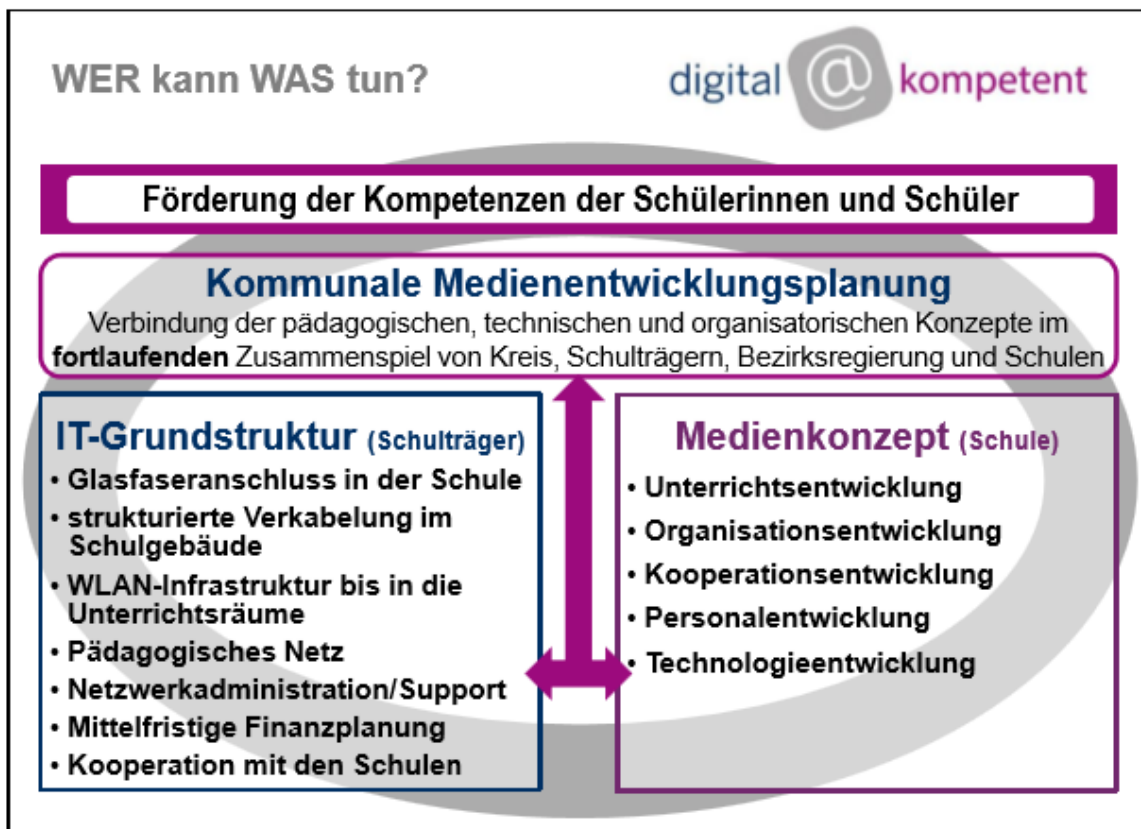 WER kann WAS tun?
digital @ kompetent
Förderung der Kompetenzen der Schülerinnen und Schüler
Kommunale Medienentwicklungsplanung
Verbindung der pädagogischen, technischen und organisatorischen Konzepte im
fortlaufenden Zusammenspiel von Kreis, Schulträgern, Bezirksregierung und Schulen
IT-Grundstruktur (Schulträger)
• Glasfaseranschluss in der Schule
• strukturierte Verkabelung im
Schulgebäude
• WLAN-Infrastruktur bis in die
Unterrichtsräume
• Pädagogisches Netz
• Netzwerkadministration/Support
• Mittelfristige Finanzplanung
• Kooperation mit den Schulen
Medienkonzept (Schule)
• Unterrichtsentwicklung
• Organisationsentwicklung
• Kooperationsentwicklung
• Personalentwicklung
• Technologieentwicklung